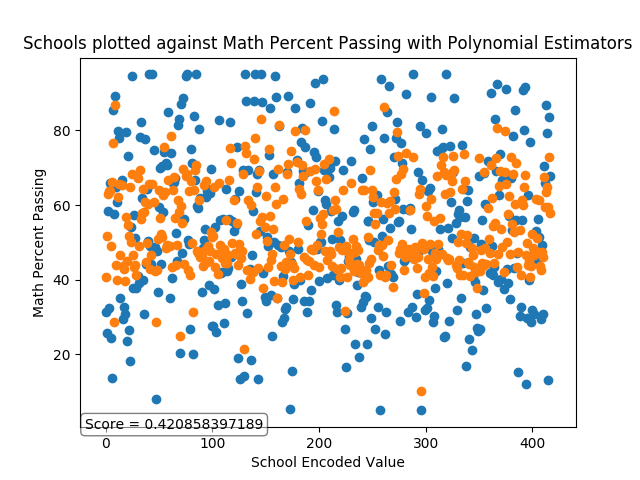 Schools plotted against Math Percent Passing with Polynomial Estimators
80
60
40
20
Math Percent Passing
Score = 0.420858397189
0 100 200 300 400
School Encoded Value